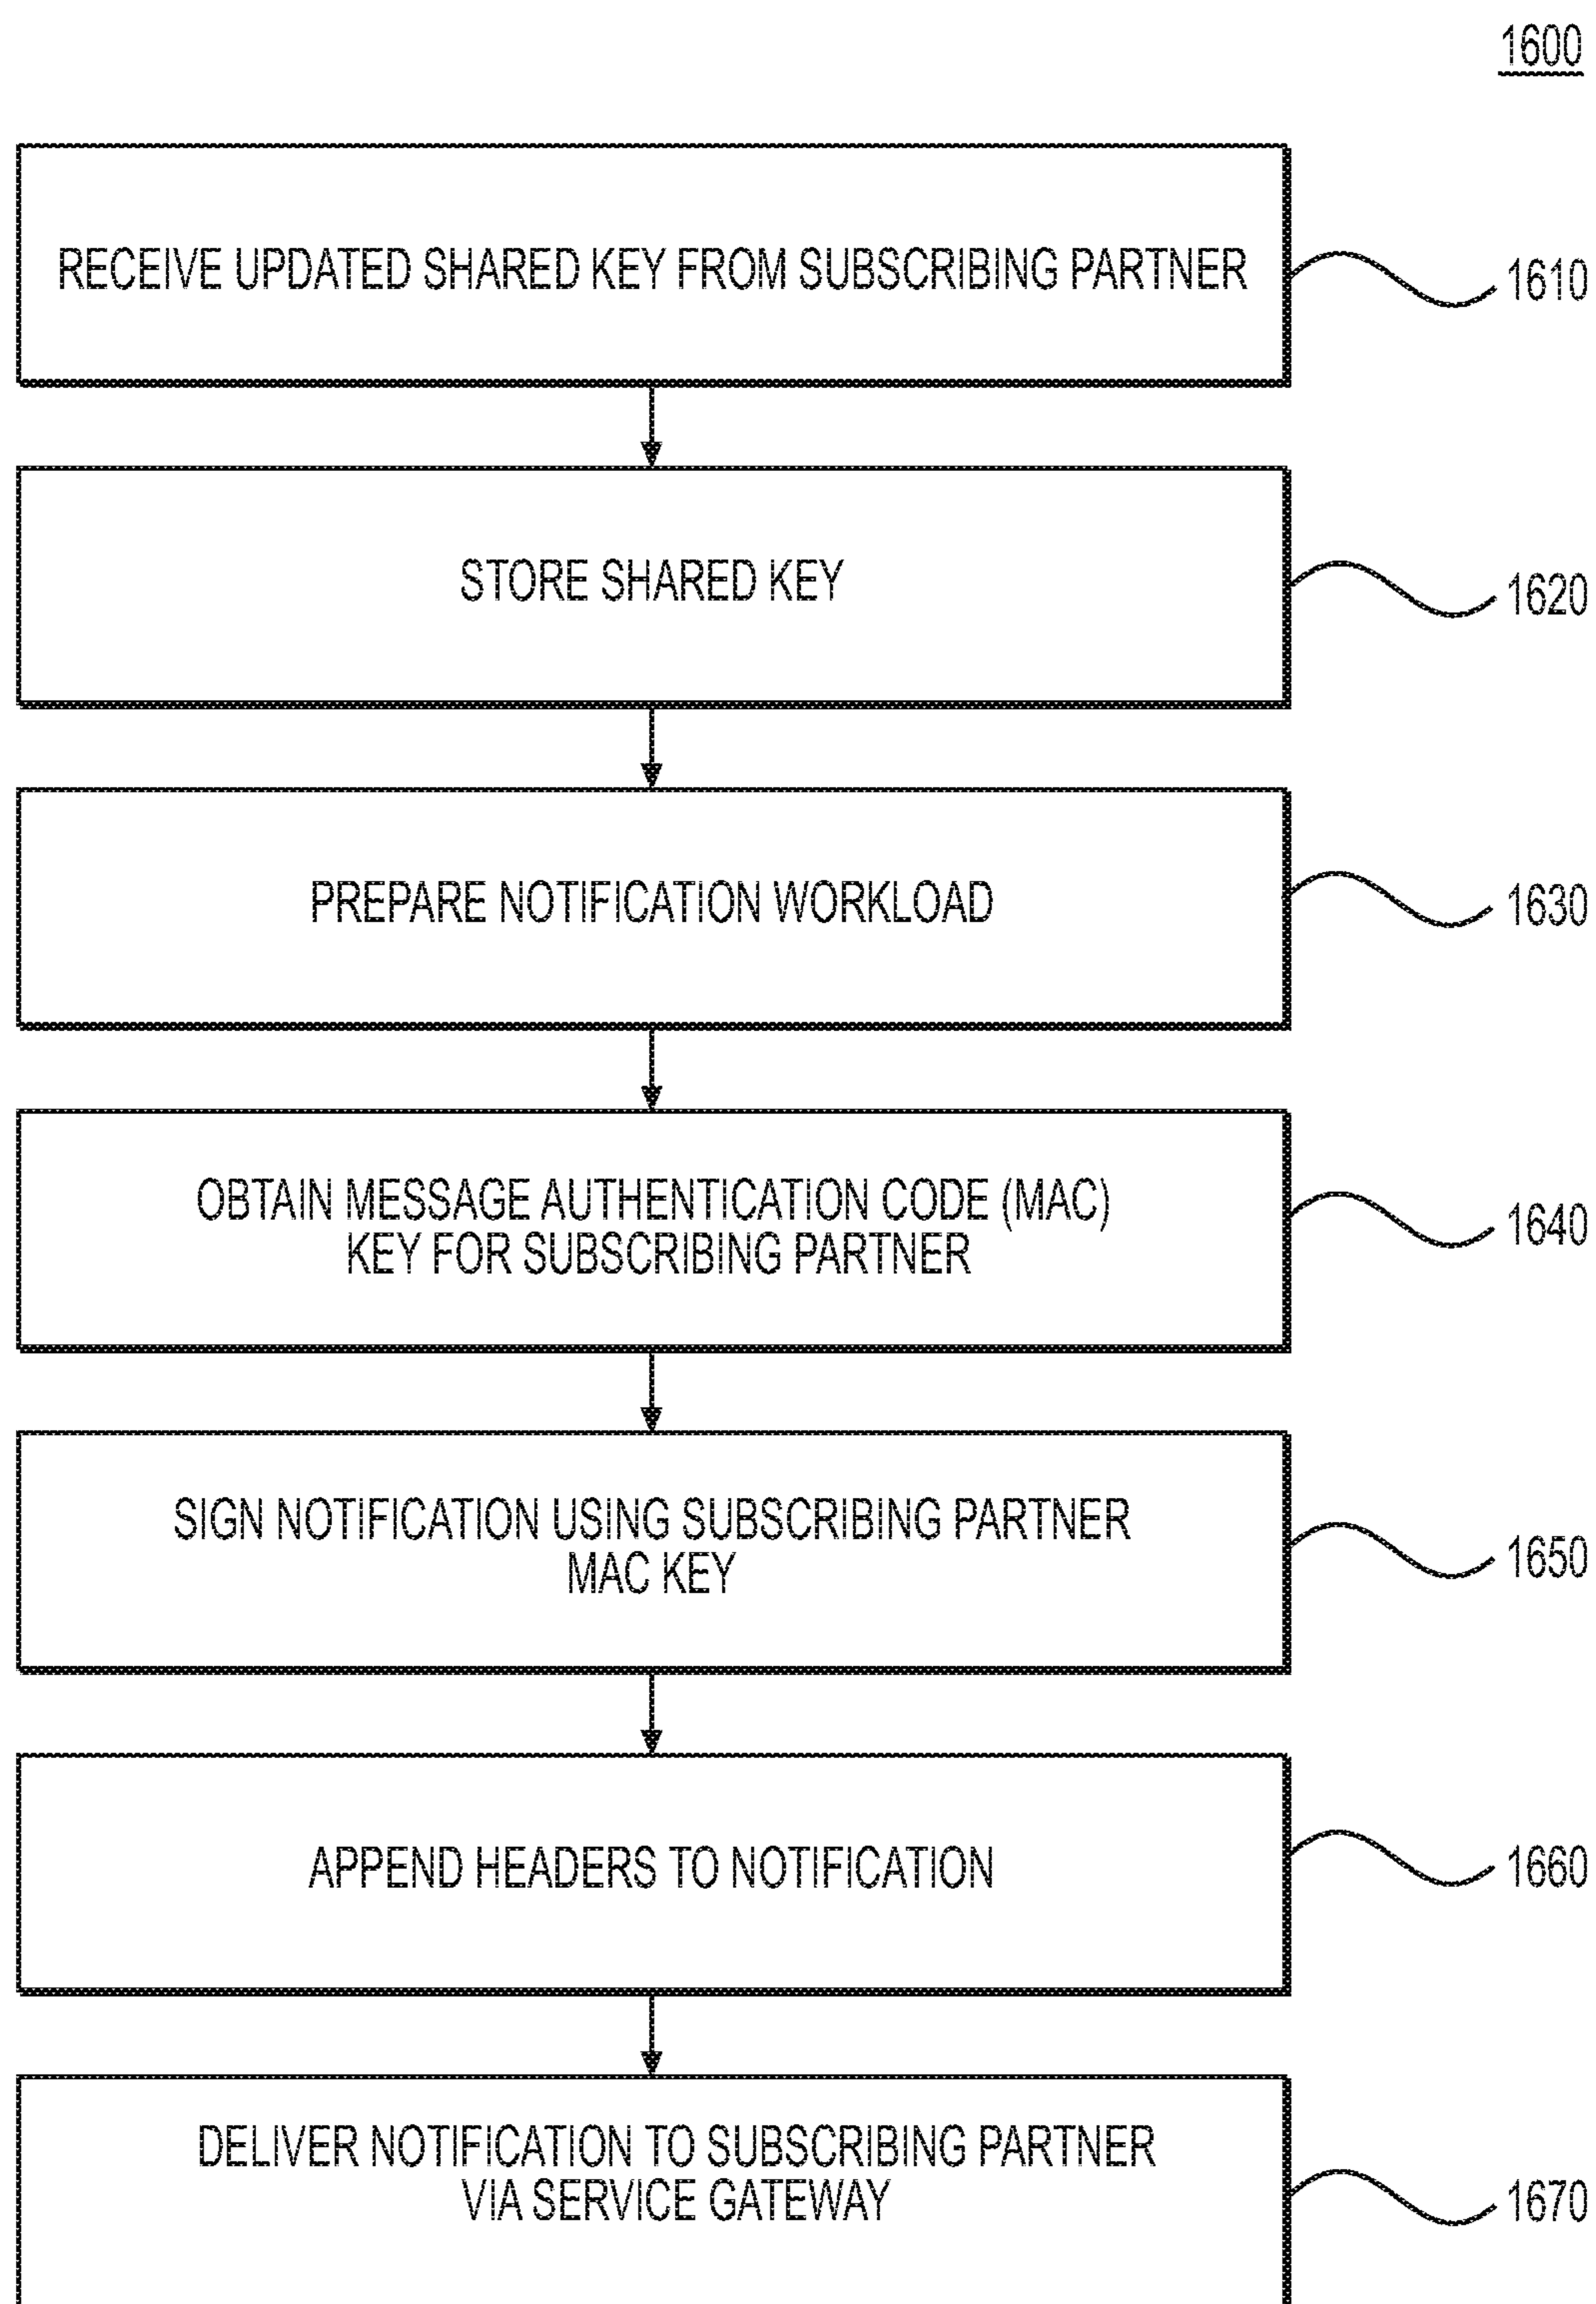 1600
RECEIVE UPDATED SHARED KEY FROM SUBSCRIBING PARTNER
1610
STORE SHARED KEY
1620
PREPARE NOTIFICATION WORKLOAD
1630
OBTAIN MESSAGE AUTHENTICATION CODE (MAC)
KEY FOR SUBSCRIBING PARTNER
1640
SIGN NOTIFICATION USING SUBSCRIBING PARTNER
MAC KEY
1650
APPEND HEADERS TO NOTIFICATION
1660
DELIVER NOTIFICATION TO SUBSCRIBING PARTNER
VIA SERVICE GATEWAY
1670